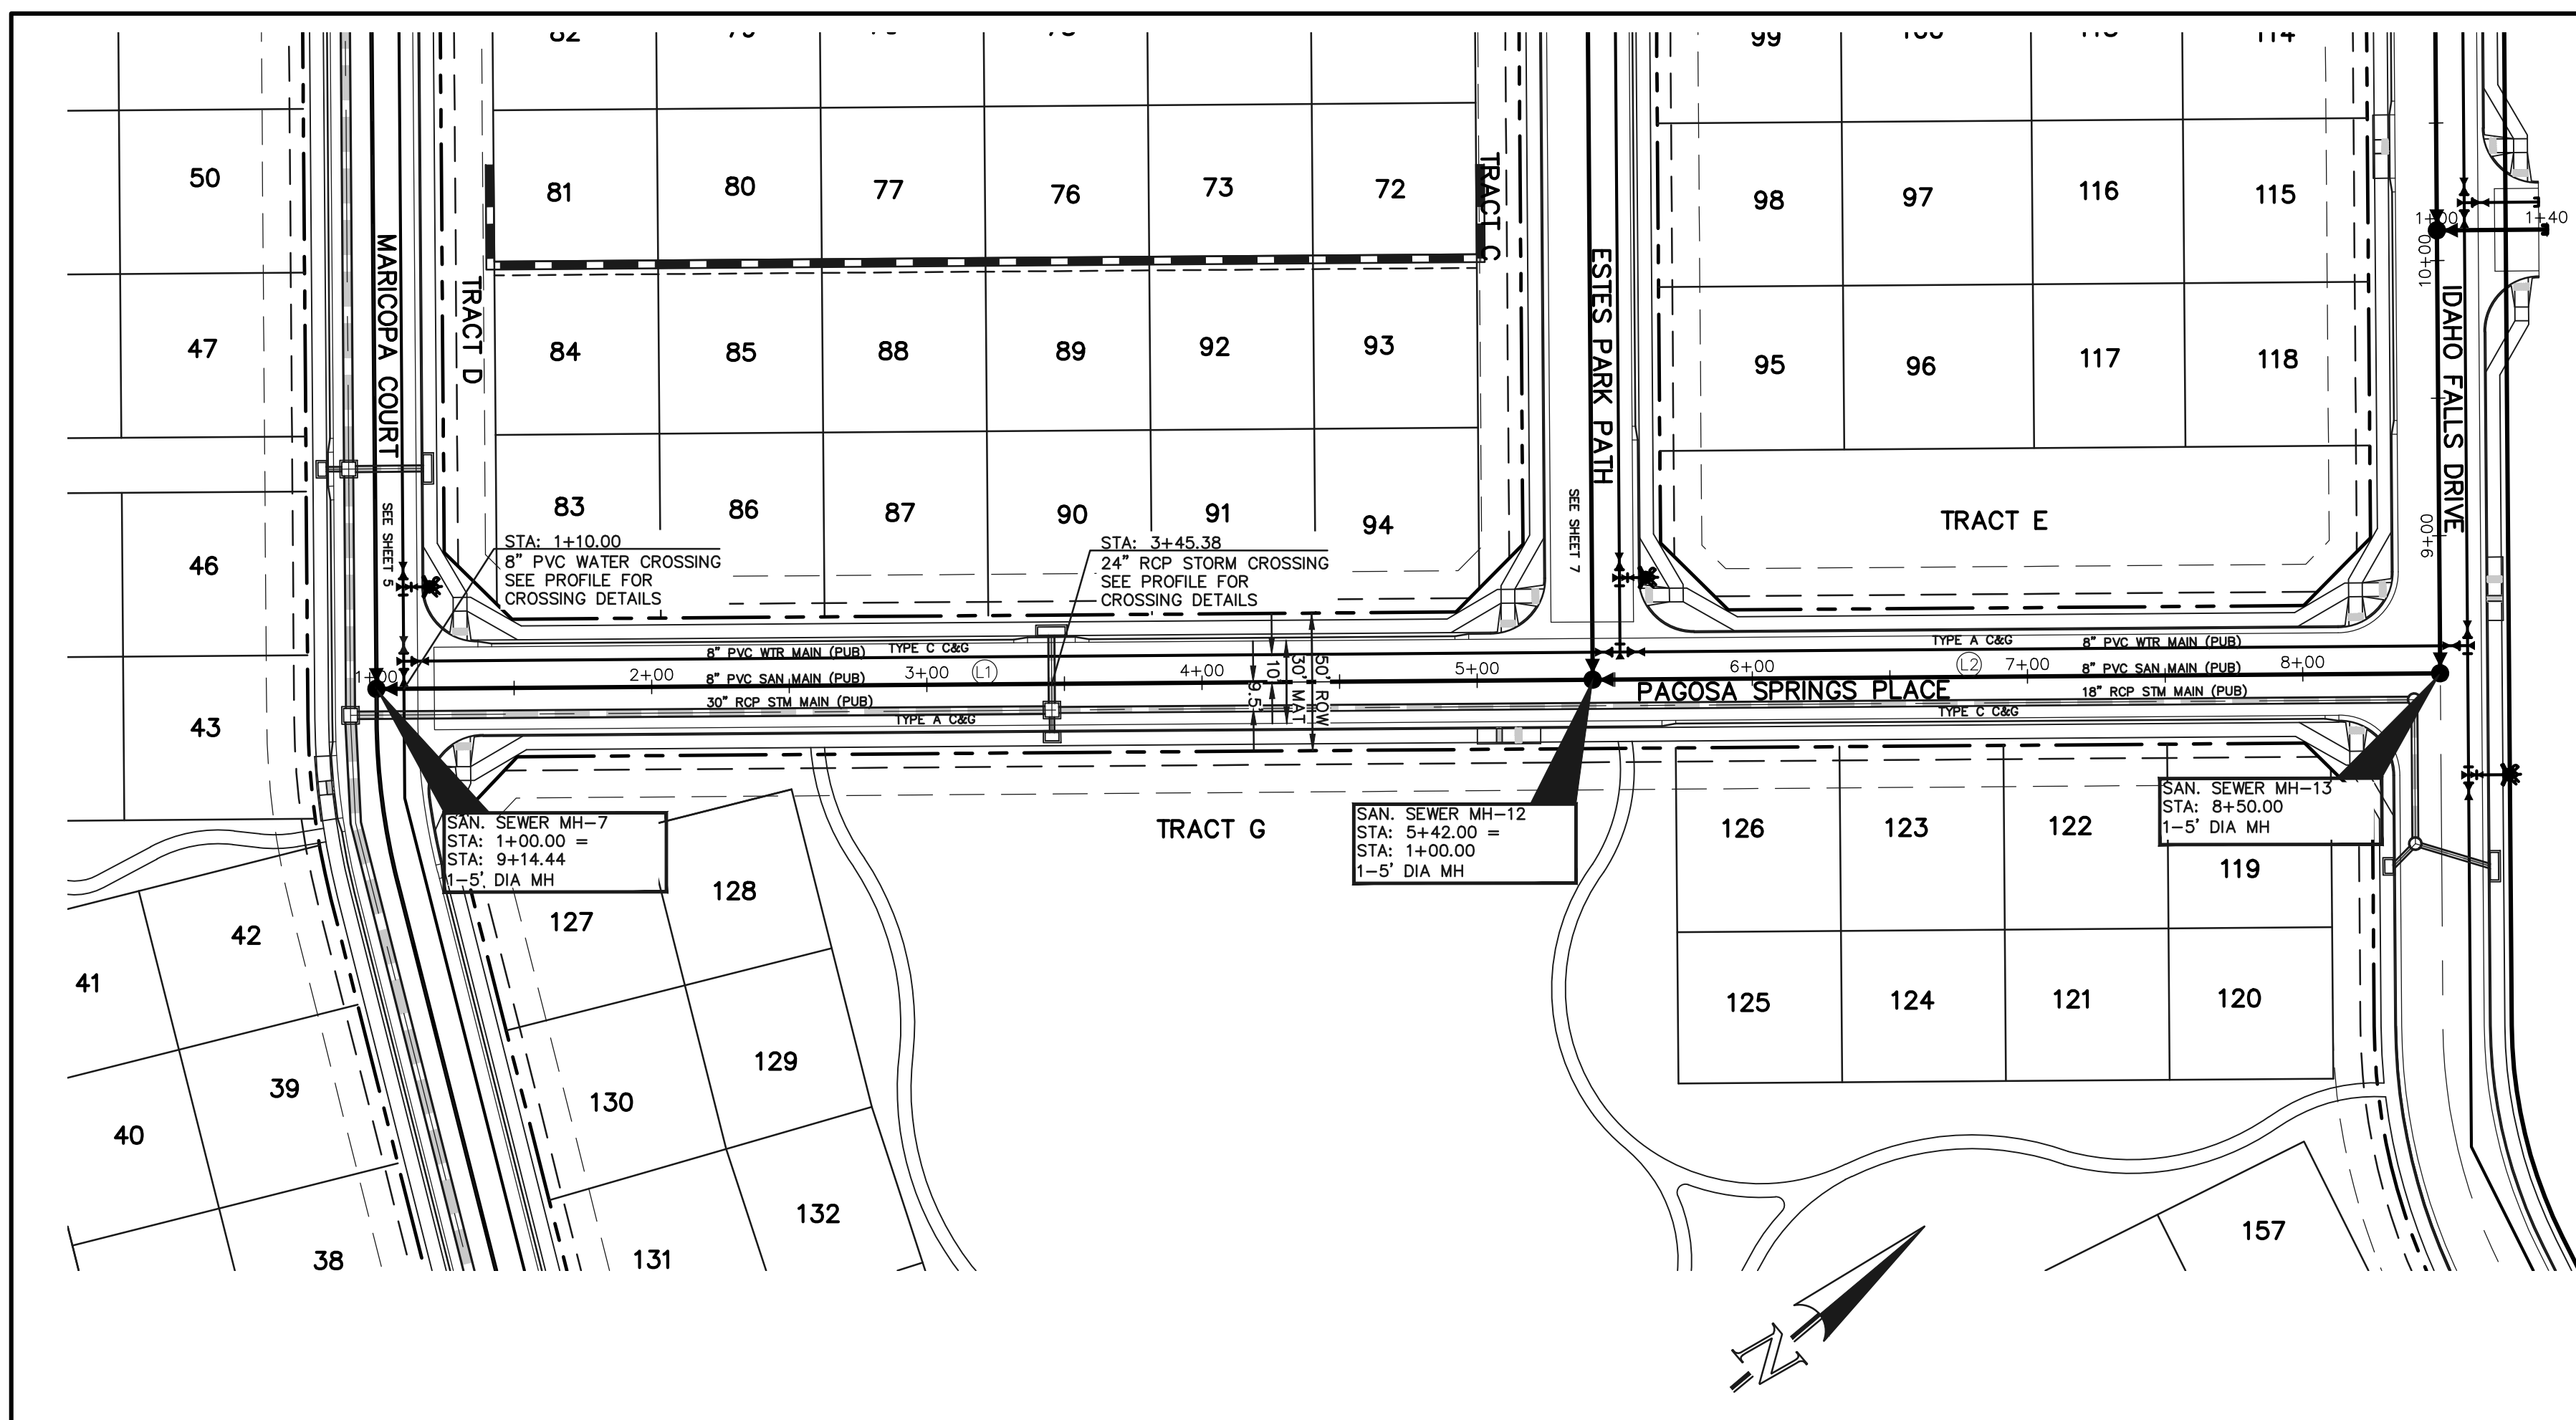 99
50
81
80
77
76
73
72
TRACT C
98
97
116
115
1+00
1+40
10+00
MARICOPA COURT
TRACT D
ESTES PARK PATH
IDAHO FALLS DRIVE
47
84
85
88
89
92
93
95
96
117
118
83
86
87
90
91
94
TRACT E
9+00
SEE SHEET 5
SEE SHEET 7
46
STA: 1+10.00
8" PVC WATER CROSSING
SEE PROFILE FOR
CROSSING DETAILS
STA: 3+45.38
24" RCP STORM CROSSING
SEE PROFILE FOR
CROSSING DETAILS
8" PVC WTR MAIN (PUB)
TYPE C C&G
TYPE A C&G
8" PVC WTR MAIN (PUB)
1+00
2+00
3+00
L1
4+00
5+00
6+00
L2
7+00
8+00
8" PVC SAN MAIN (PUB)
8" PVC SAN MAIN (PUB)
10'
9.5'
30' MAT
50' ROW
PAGOSA SPRINGS PLACE
30" RCP STM MAIN (PUB)
18" RCP STM MAIN (PUB)
TYPE A C&G
TYPE C C&G
43
SAN. SEWER MH-7
STA: 1+00.00 =
STA: 9+14.44
1-5' DIA MH
TRACT G
SAN. SEWER MH-12
STA: 5+42.00 =
STA: 1+00.00
1-5' DIA MH
SAN. SEWER MH-13
STA: 8+50.00
1-5' DIA MH
126
123
122
119
128
127
42
41
125
124
121
120
129
130
39
40
132
131
38
157
N